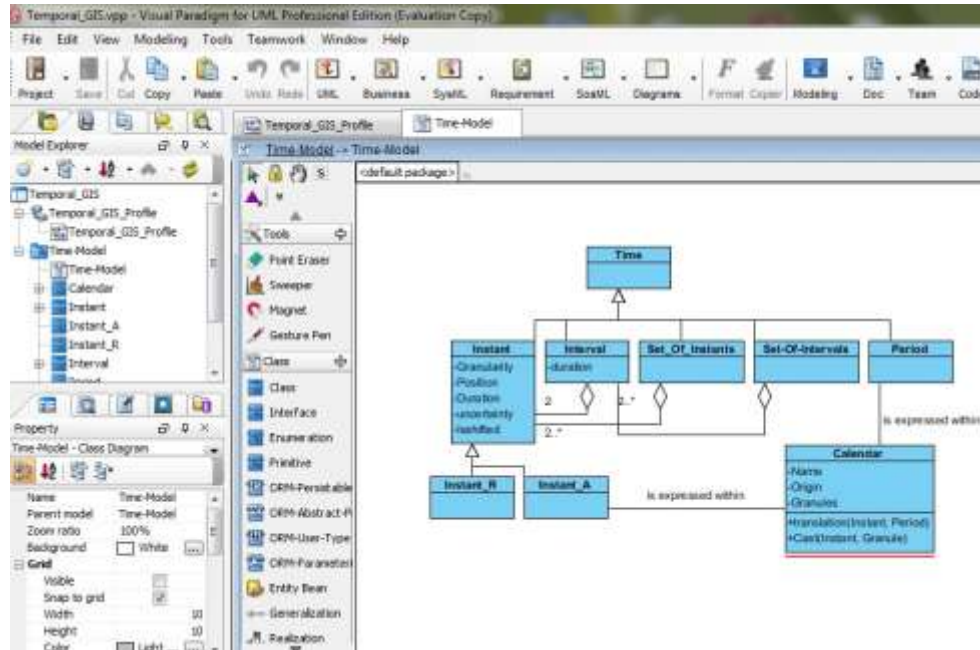 Temporal_GIS.vpp - Visual Paradigm for UML Professional Edition (Evaluation Copy)
File Edit View Modeling Tools Teamwork Window Help
Project Save Cut Copy Paste Undo Redo UML Business SysML Requirement SoaML Diagrams Format Copier Modeling Doc Team Code
Temporal_GIS_Profile Time-Model
Model Explorer
Time-Model -> Time-Model
<default package>
Temporal_GIS
Temporal_GIS_Profile
Temporal_GIS_Profile
Time-Model
Time-Model
Calendar
Instant
Instant_A
Instant_R
Interval
Property
Time-Model - Class Diagram
Name Time-Model
Parent model Time-Model
Zoom ratio 100%
Background White ...
Grid
Visible
Snap to grid
Width 10
Height 10
Color Light ... ...
S
Tools
Point Eraser
Sweeper
Magnet
Gesture Pen
Class
Class
Interface
Enumeration
Primitive
ORM-Persistable
ORM-Abstract-P
ORM-User-Type
ORM-Parameter
Entity Bean
Generalization
Realization
Time
Instant
-Granularity
-Position
-Duration
-uncertainty
Interval
-duration
Set_Of_Instants
Set-Of-Intervals
Period
2
2..*
2..*
is expressed within
Instant_R
Instant_A
is expressed within
Calendar
-Name
-Origin
-Granules
+translation(Instant, Period)
+Cast(Instant, Granule)